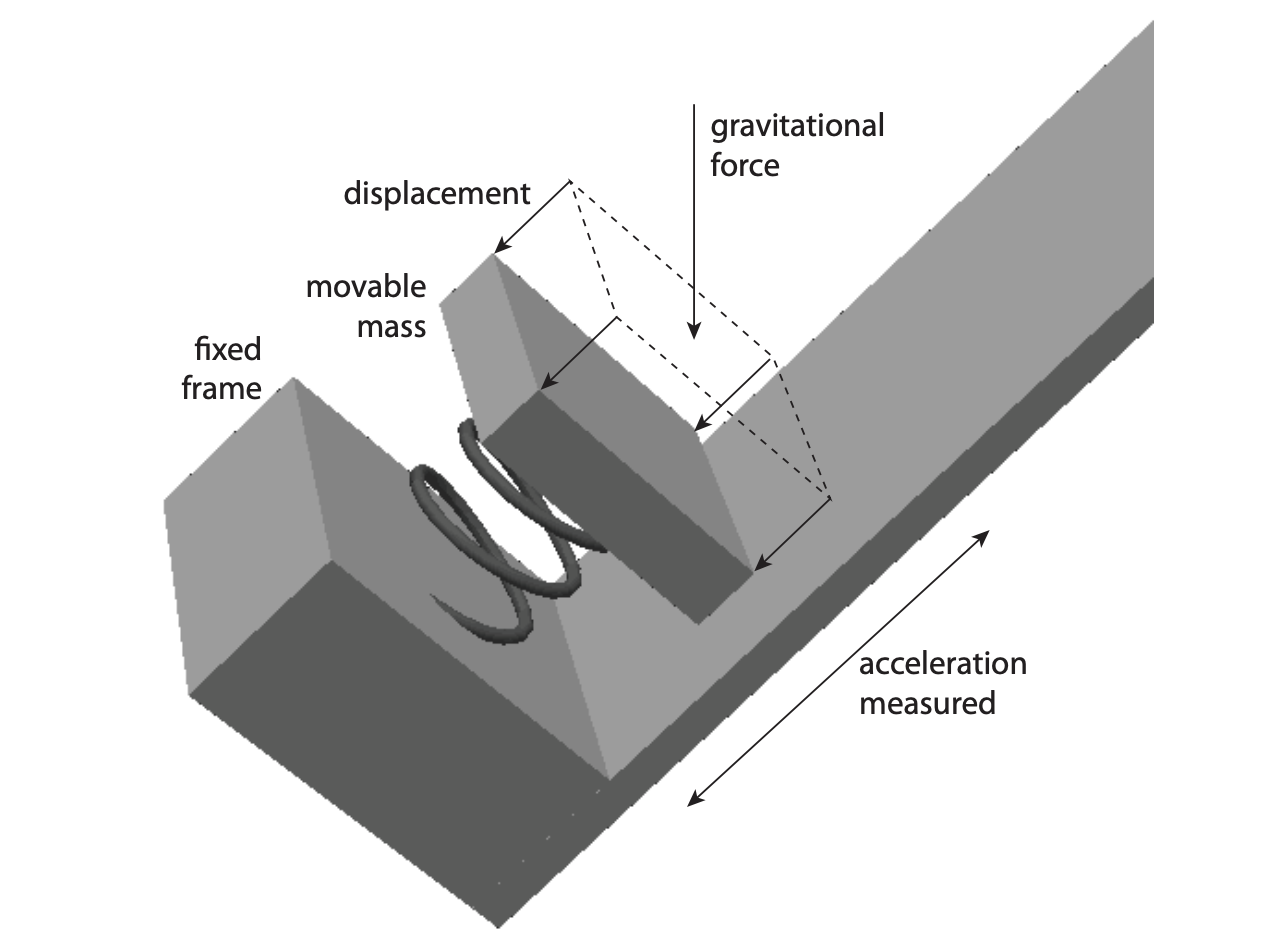 gravitational
force
displacement
movable
mass
fixed
frame
acceleration
measured